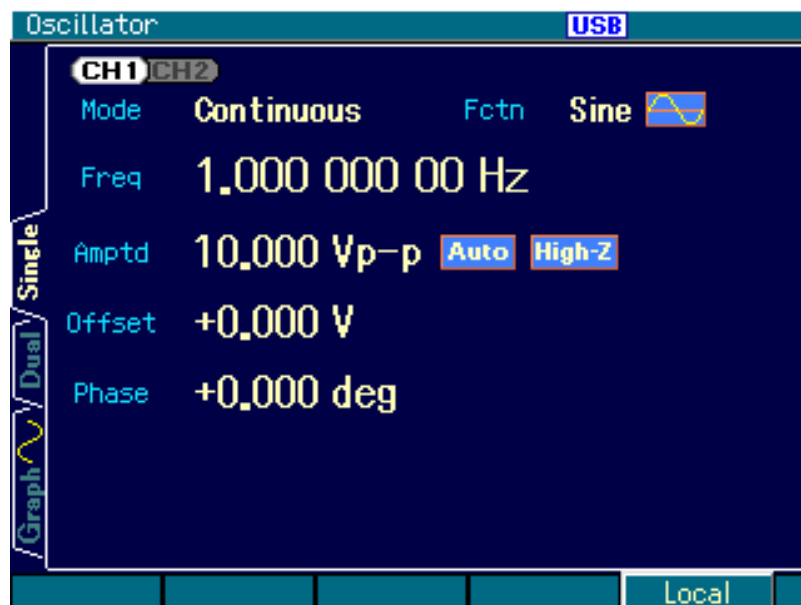 Oscillator USB
CH1 CH2
Mode Continuous Fctn Sine
Freq 1.000 000 00 Hz
Amptd 10.000 Vp-p Auto High-Z
Offset +0.000 V
Phase +0.000 deg
Single
Dual
Graph
Local